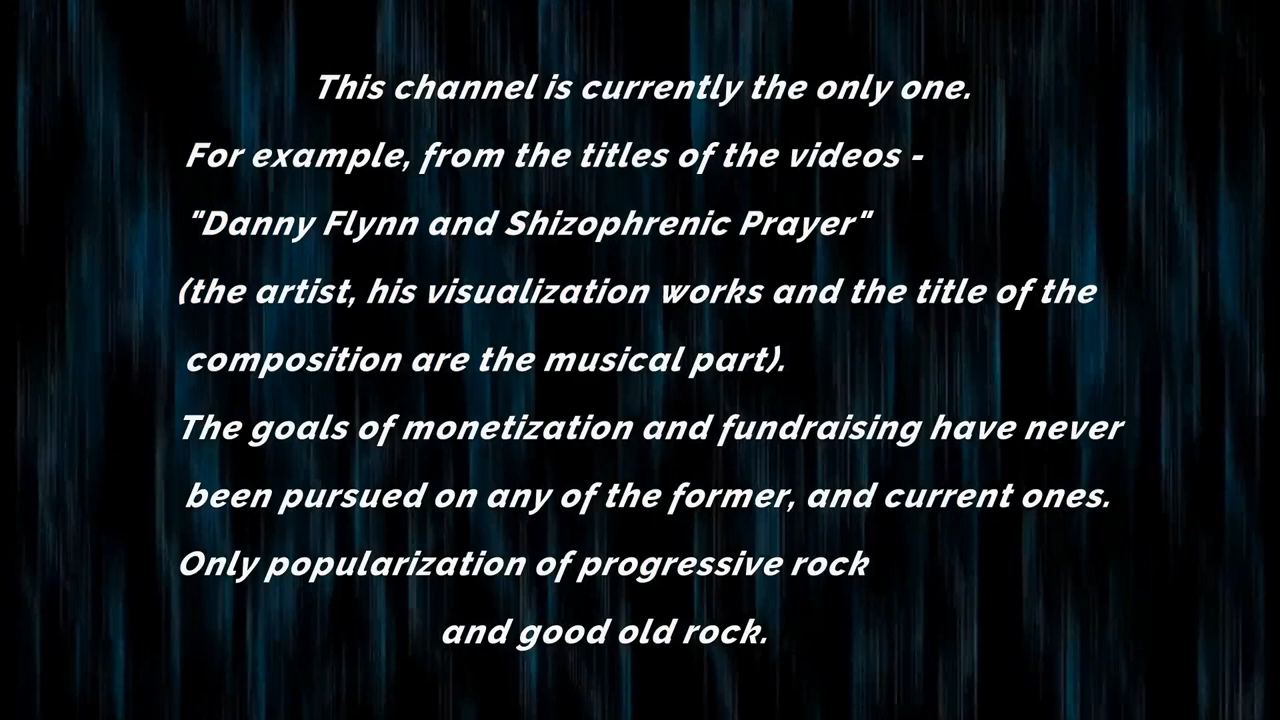 This channel is currently the only one.
For example, from the titles of the videos -
"Danny Flynn and Shizophrenic Prayer"
(the artist, his visualization works and the title of the
composition are the musical part).
The goals of monetization and fundraising have never
been pursued on any of the former, and current ones.
Only popularization of progressive rock
and good old rock.